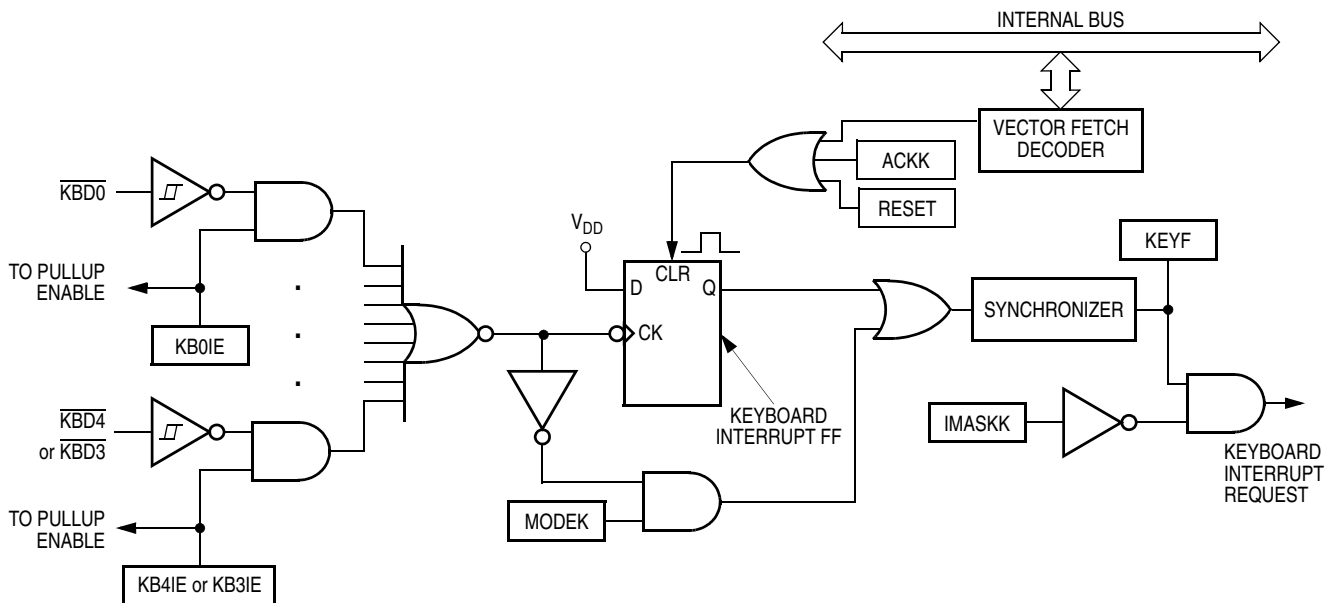 INTERNAL BUS
VECTOR FETCH
DECODER
ACKK
RESET
KBD0
VDD
KEYF
CLR
D
Q
CK
TO PULLUP
ENABLE
KB0IE
SYNCHRONIZER
KEYBOARD
INTERRUPT FF
IMASKK
KBD4
or KBD3
KEYBOARD
INTERRUPT
REQUEST
MODEK
TO PULLUP
ENABLE
KB4IE or KB3IE